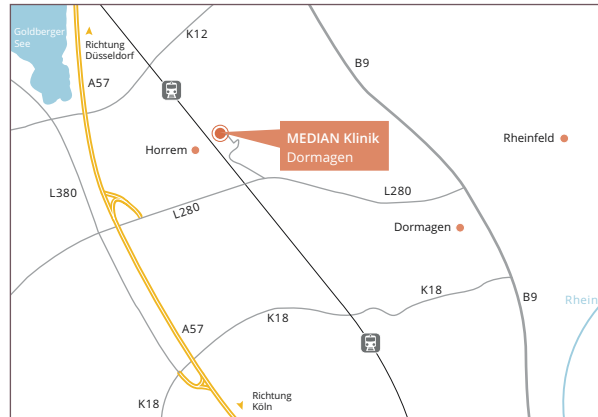 Goldberger
See
Richtung
Düsseldorf
K12
A57
B9
MEDIAN Klinik
Dormagen
Rheinfeld
Horrem
L380
L280
L280
Dormagen
K18
B9
Rhein
K18
A57
Richtung
Köln
K18